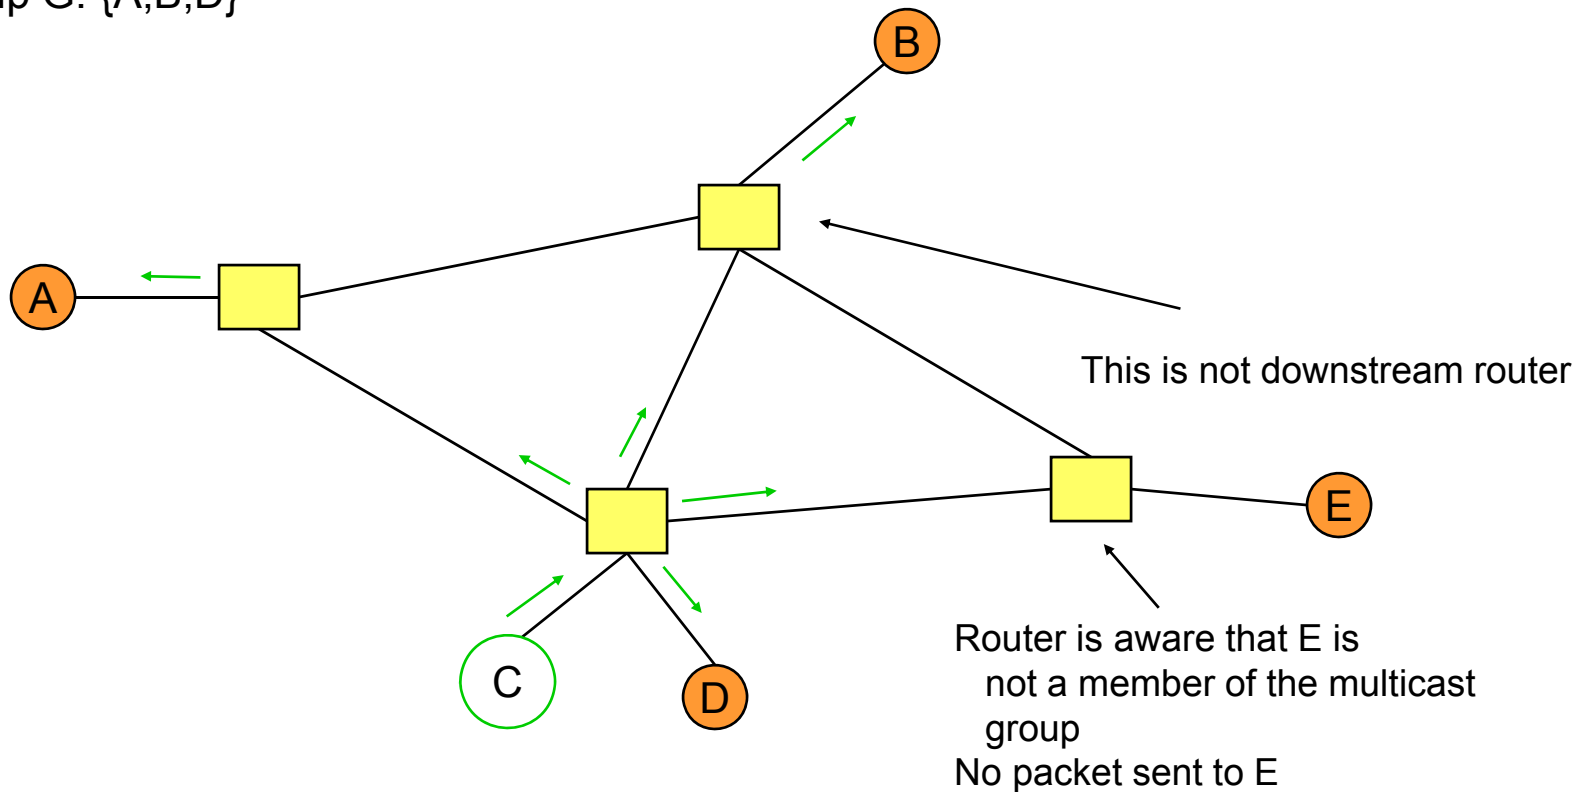 G: {A,B,D}
B
A
This is not downstream router
E
Router is aware that E is
not a member of the multicast
group
No packet sent to E
C
D